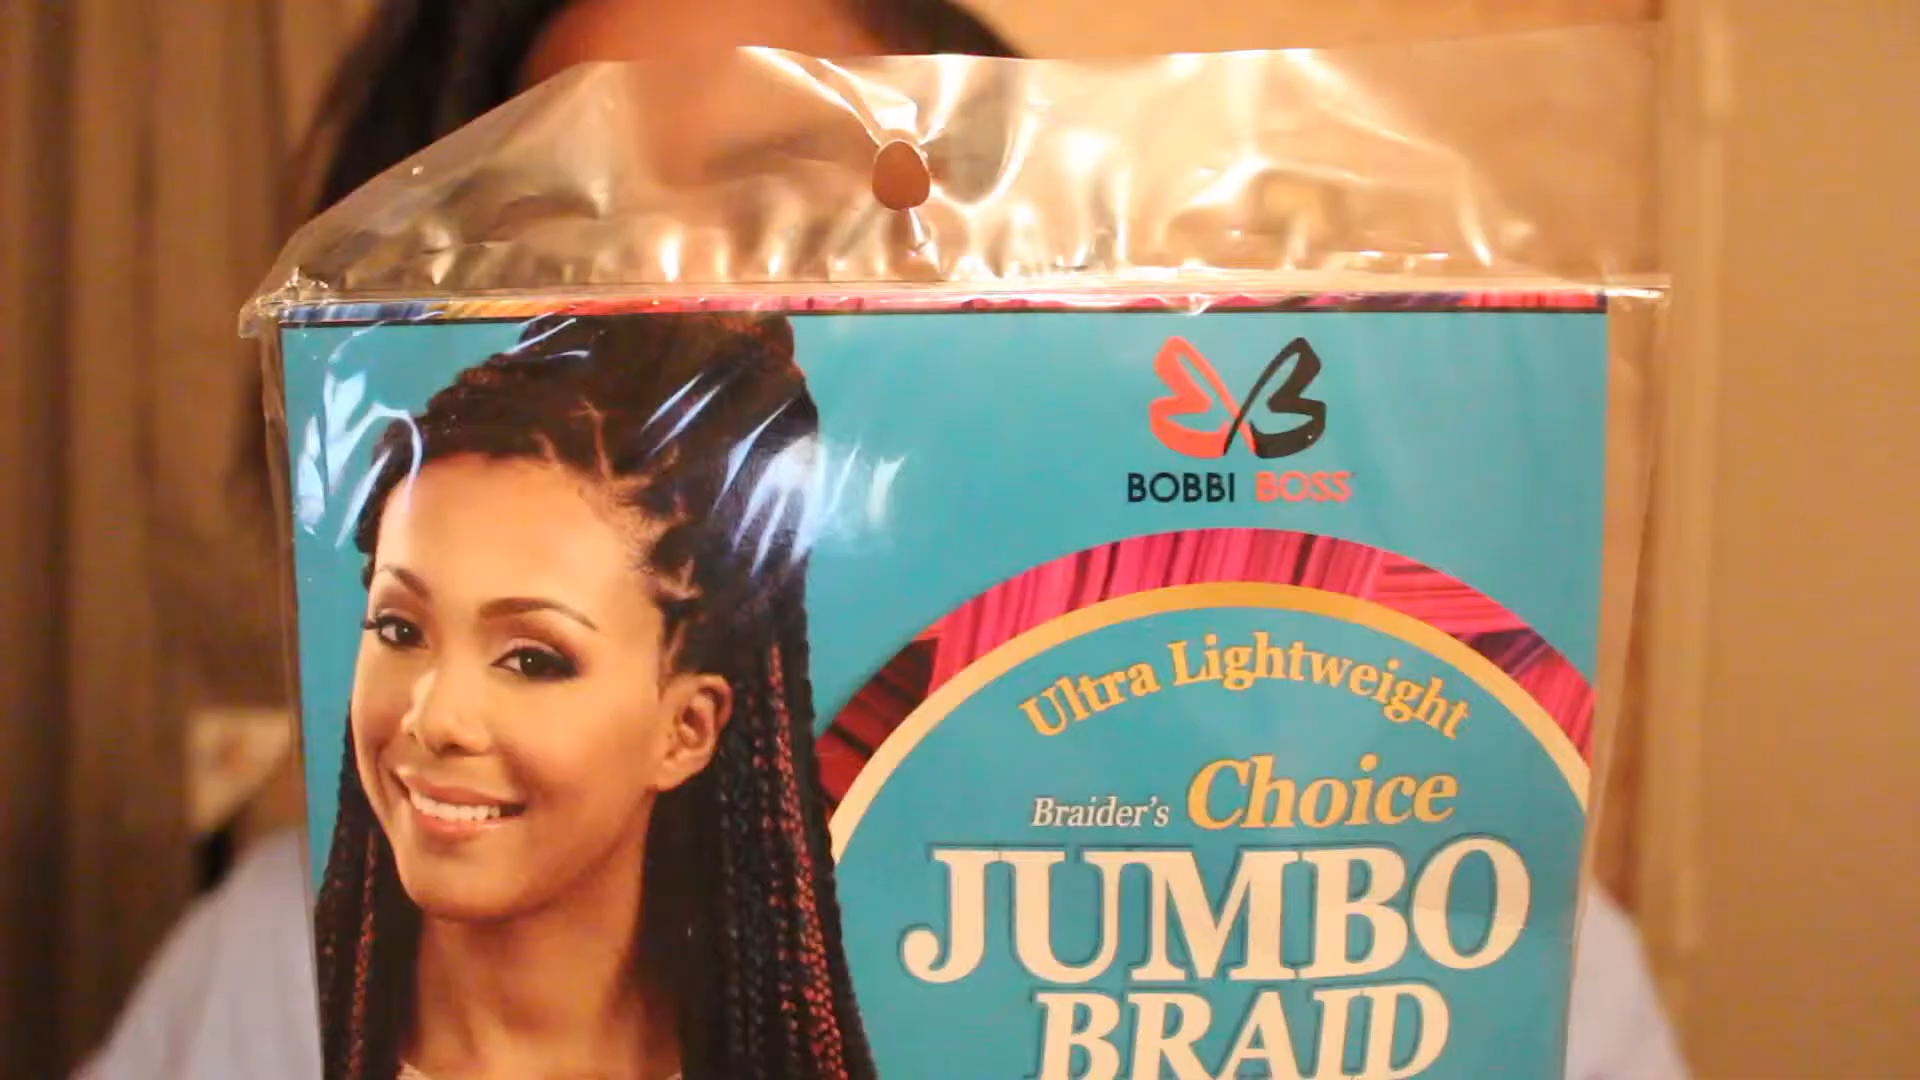 BOBBI BOSS
Ultra Lightweight
Braider's Choice
JUMBO
BRAID